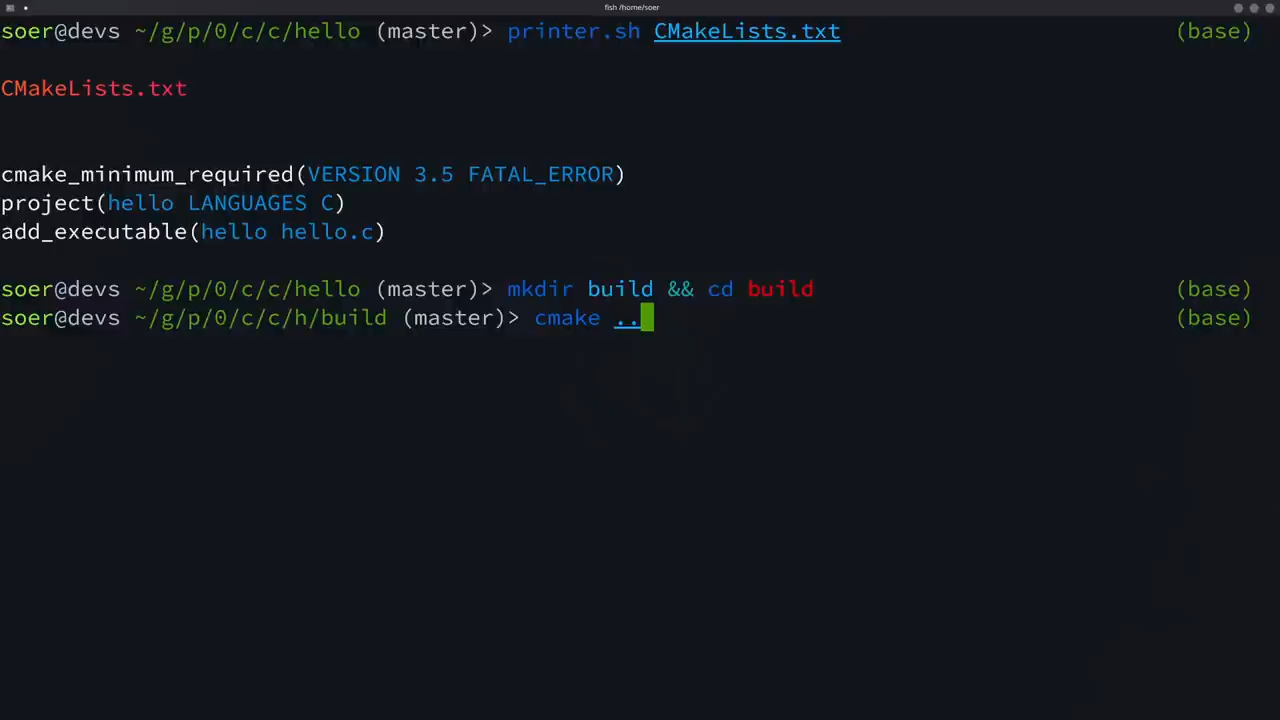 fish /home/soer
soer@devs ~/g/p/0/c/c/hello (master)> printer.sh CMakeLists.txt (base)
CMakeLists.txt
cmake_minimum_required(VERSION 3.5 FATAL_ERROR)
project(hello LANGUAGES C)
add_executable(hello hello.c)
soer@devs ~/g/p/0/c/c/hello (master)> mkdir build && cd build (base)
soer@devs ~/g/p/0/c/c/h/build (master)> cmake .. (base)